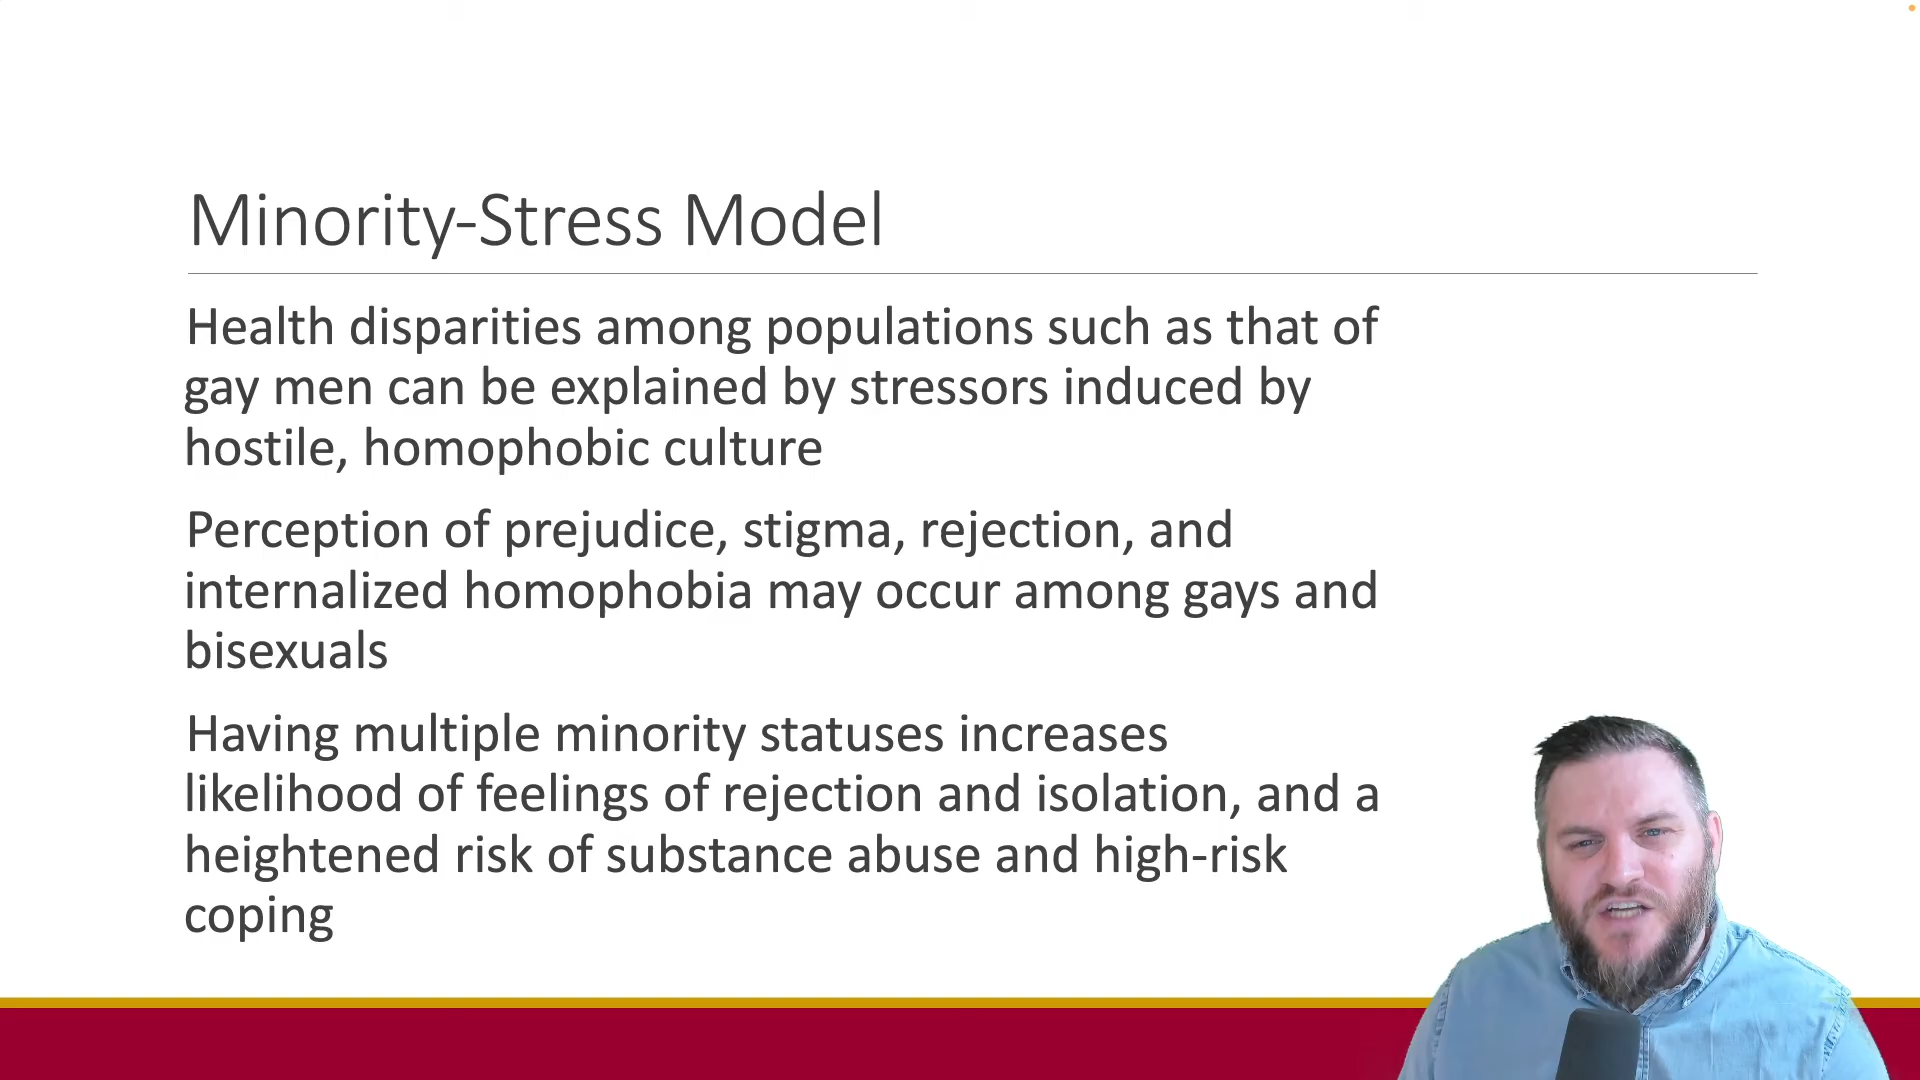 Minority-Stress Model
Health disparities among populations such as that of
gay men can be explained by stressors induced by
hostile, homophobic culture
Perception of prejudice, stigma, rejection, and
internalized homophobia may occur among gays and
bisexuals
Having multiple minority statuses increases
likelihood of feelings of rejection and isolation, and a
heightened risk of substance abuse and high-risk
coping